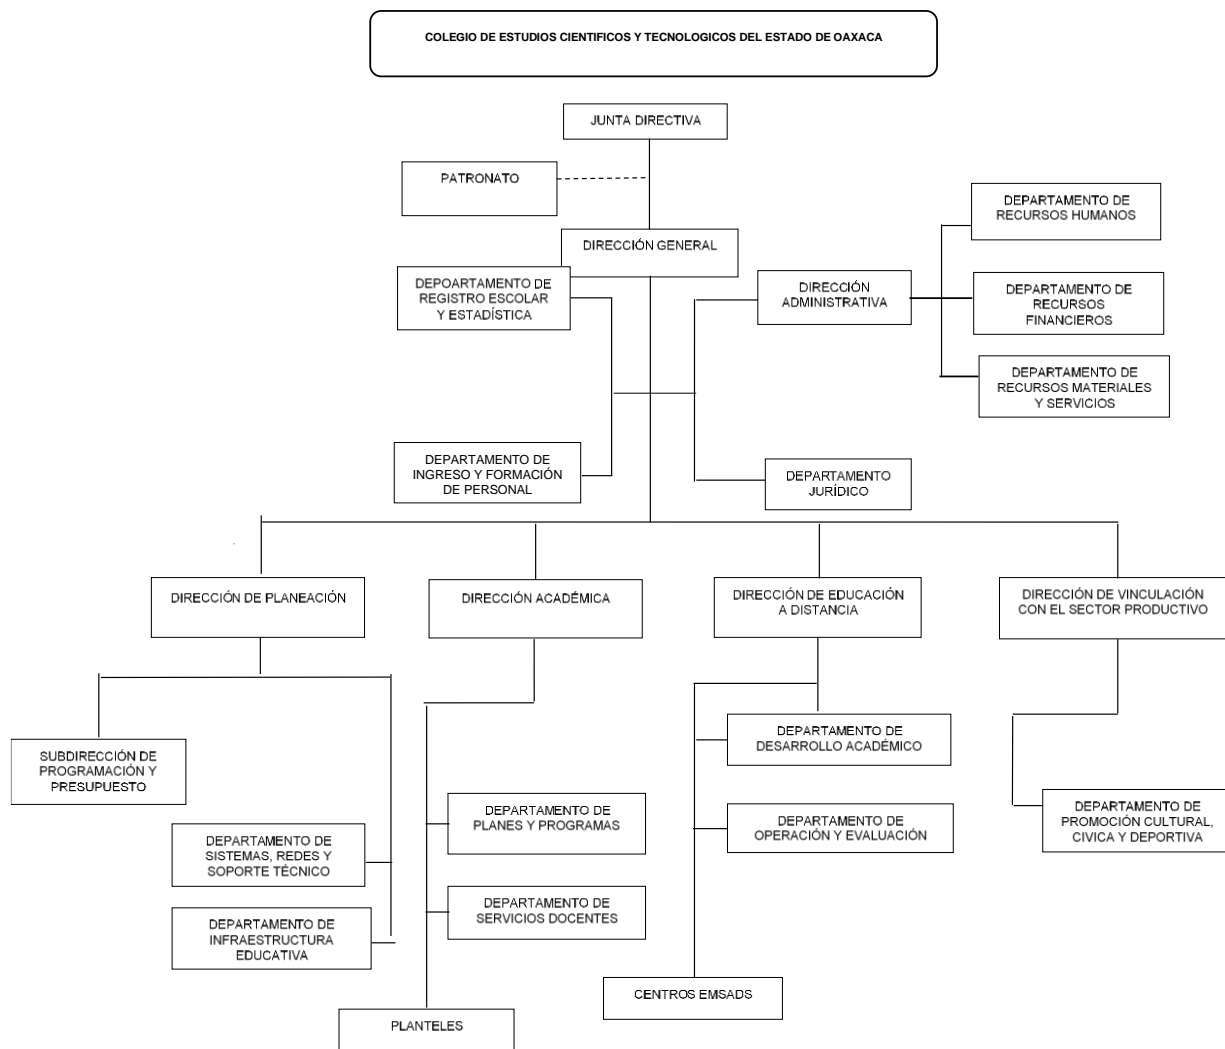 COLEGIO DE ESTUDIOS CIENTIFICOS Y TECNOLOGICOS DEL ESTADO DE OAXACA
JUNTA DIRECTIVA
PATRONATO
DIRECCIÓN GENERAL
DEPOARTAMENTO DE
REGISTRO ESCOLAR
Y ESTADÍSTICA
DIRECCIÓN
ADMINISTRATIVA
DEPARTAMENTO DE
RECURSOS HUMANOS
DEPARTAMENTO DE
RECURSOS
FINANCIEROS
DEPARTAMENTO DE
RECURSOS MATERIALES
Y SERVICIOS
DEPARTAMENTO DE
INGRESO Y FORMACIÓN
DE PERSONAL
DEPARTAMENTO
JURÍDICO
DIRECCIÓN DE PLANEACIÓN
DIRECCIÓN ACADÉMICA
DIRECCIÓN DE EDUCACIÓN
A DISTANCIA
DIRECCIÓN DE VINCULACIÓN
CON EL SECTOR PRODUCTIVO
SUBDIRECCIÓN DE
PROGRAMACIÓN Y
PRESUPUESTO
DEPARTAMENTO DE
SISTEMAS, REDES Y
SOPORTE TÉCNICO
DEPARTAMENTO DE
INFRAESTRUCTURA
EDUCATIVA
DEPARTAMENTO DE
PLANES Y PROGRAMAS
DEPARTAMENTO DE
SERVICIOS DOCENTES
PLANTELES
DEPARTAMENTO DE
DESARROLLO ACADÉMICO
DEPARTAMENTO DE
OPERACIÓN Y EVALUACIÓN
CENTROS EMSADS
DEPARTAMENTO DE
PROMOCIÓN CULTURAL,
CIVICA Y DEPORTIVA